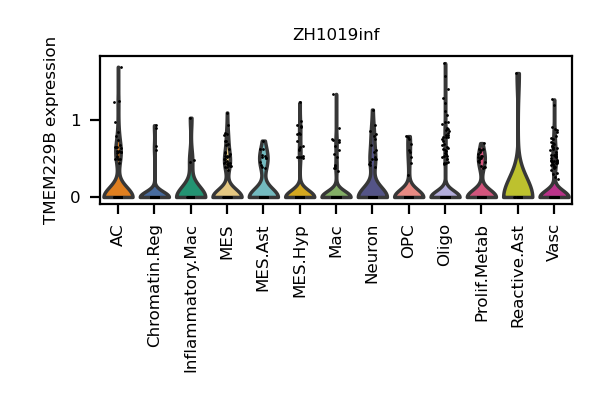 ZH1019inf
TMEM229B expression
1
0
AC
Chromatin.Reg
Inflammatory.Mac
MES
MES.Ast
MES.Hyp
Mac
Neuron
OPC
Oligo
Prolif.Metab
Reactive.Ast
Vasc